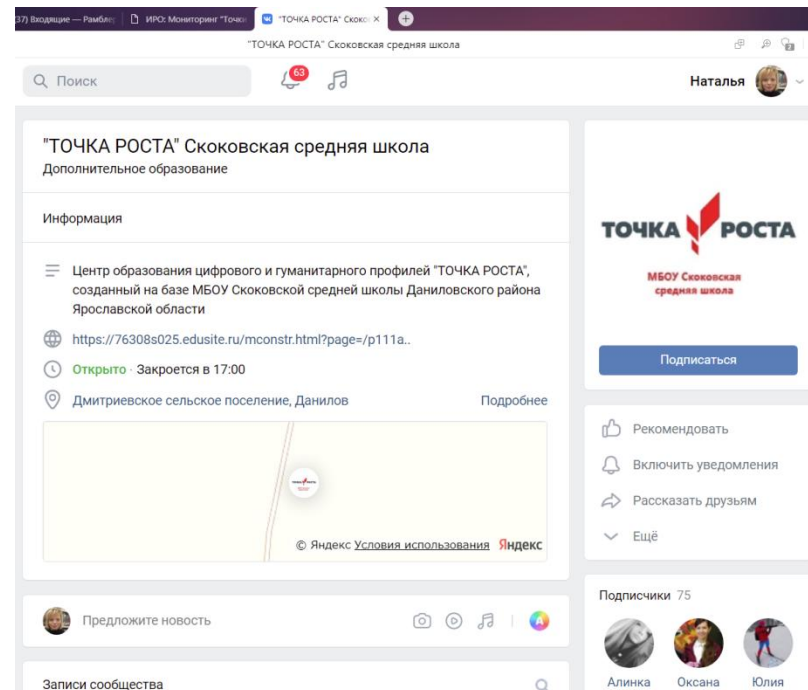 37) Входящие — Рамблер
ИРО: Мониторинг "Точк
"ТОЧКА РОСТА" Скоко
"ТОЧКА РОСТА" Скоковская средняя школа
Поиск
63
Наталья
"ТОЧКА РОСТА" Скоковская средняя школа
Дополнительное образование
Информация
Центр образования цифрового и гуманитарного профилей "ТОЧКА РОСТА",
созданный на базе МБОУ Скоковской средней школы Даниловского района
Ярославской области
https://76308s025.edusite.ru/mconstr.html?page=/p111a..
Открыто · Закроется в 17:00
Дмитриевское сельское поселение, Данилов
Подробнее
© Яндекс Условия использования Яндекс
Предложите новость
Записи сообщества
ТОЧКА РОСТА
МБОУ Скоковская
средняя школа
Подписаться
Рекомендовать
Включить уведомления
Рассказать друзьям
Ещё
Подписчики 75
Алинка
Оксана
Юлия